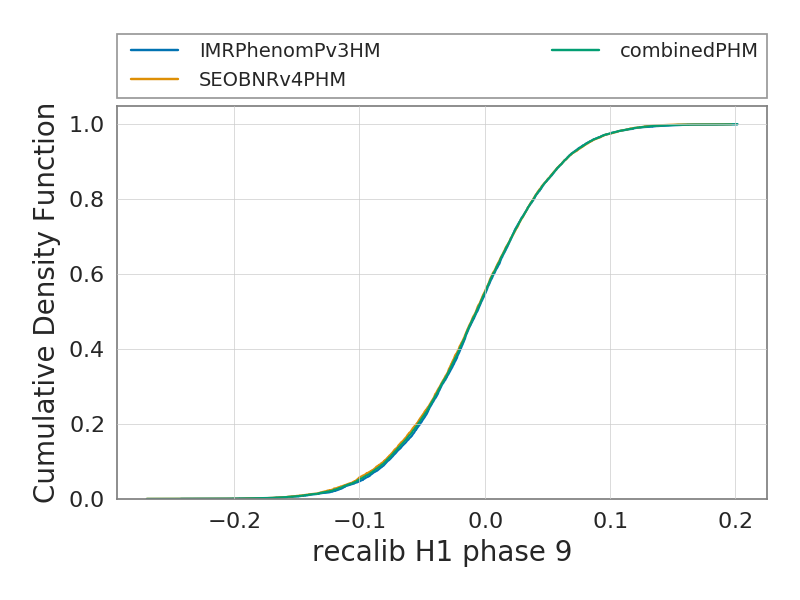 IMRPhenomPv3HM
SEOBNRv4PHM
combinedPHM
Cumulative Density Function
1.0
0.8
0.6
0.4
0.2
0.0
−0.2 −0.1 0.0 0.1 0.2
recalib H1 phase 9